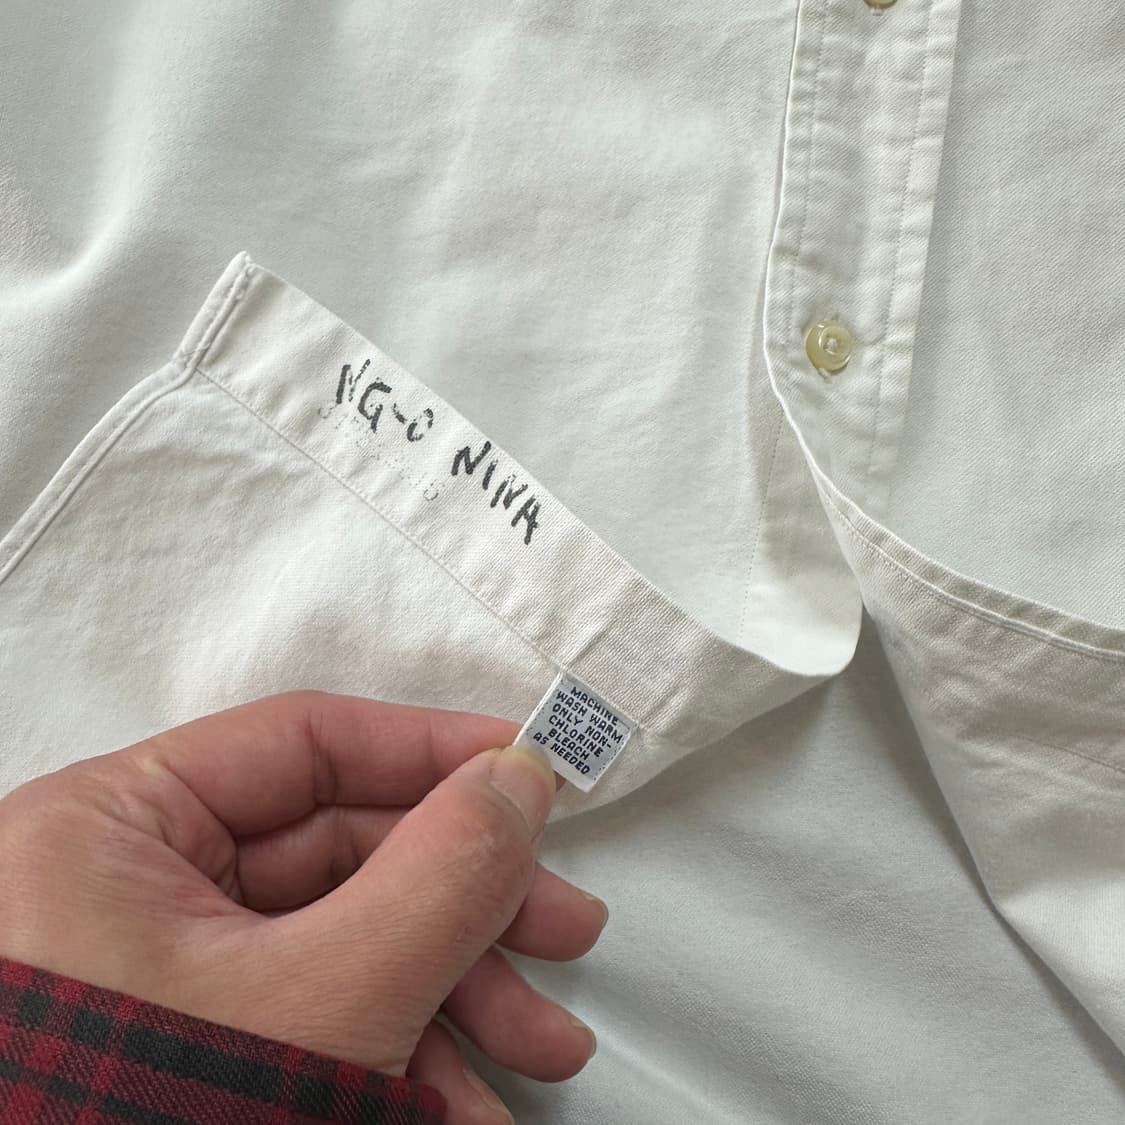 NG-C NINA
MACHINE
WASH WARM
ONLY NON-
CHLORINE
BLEACH
AS NEEDED